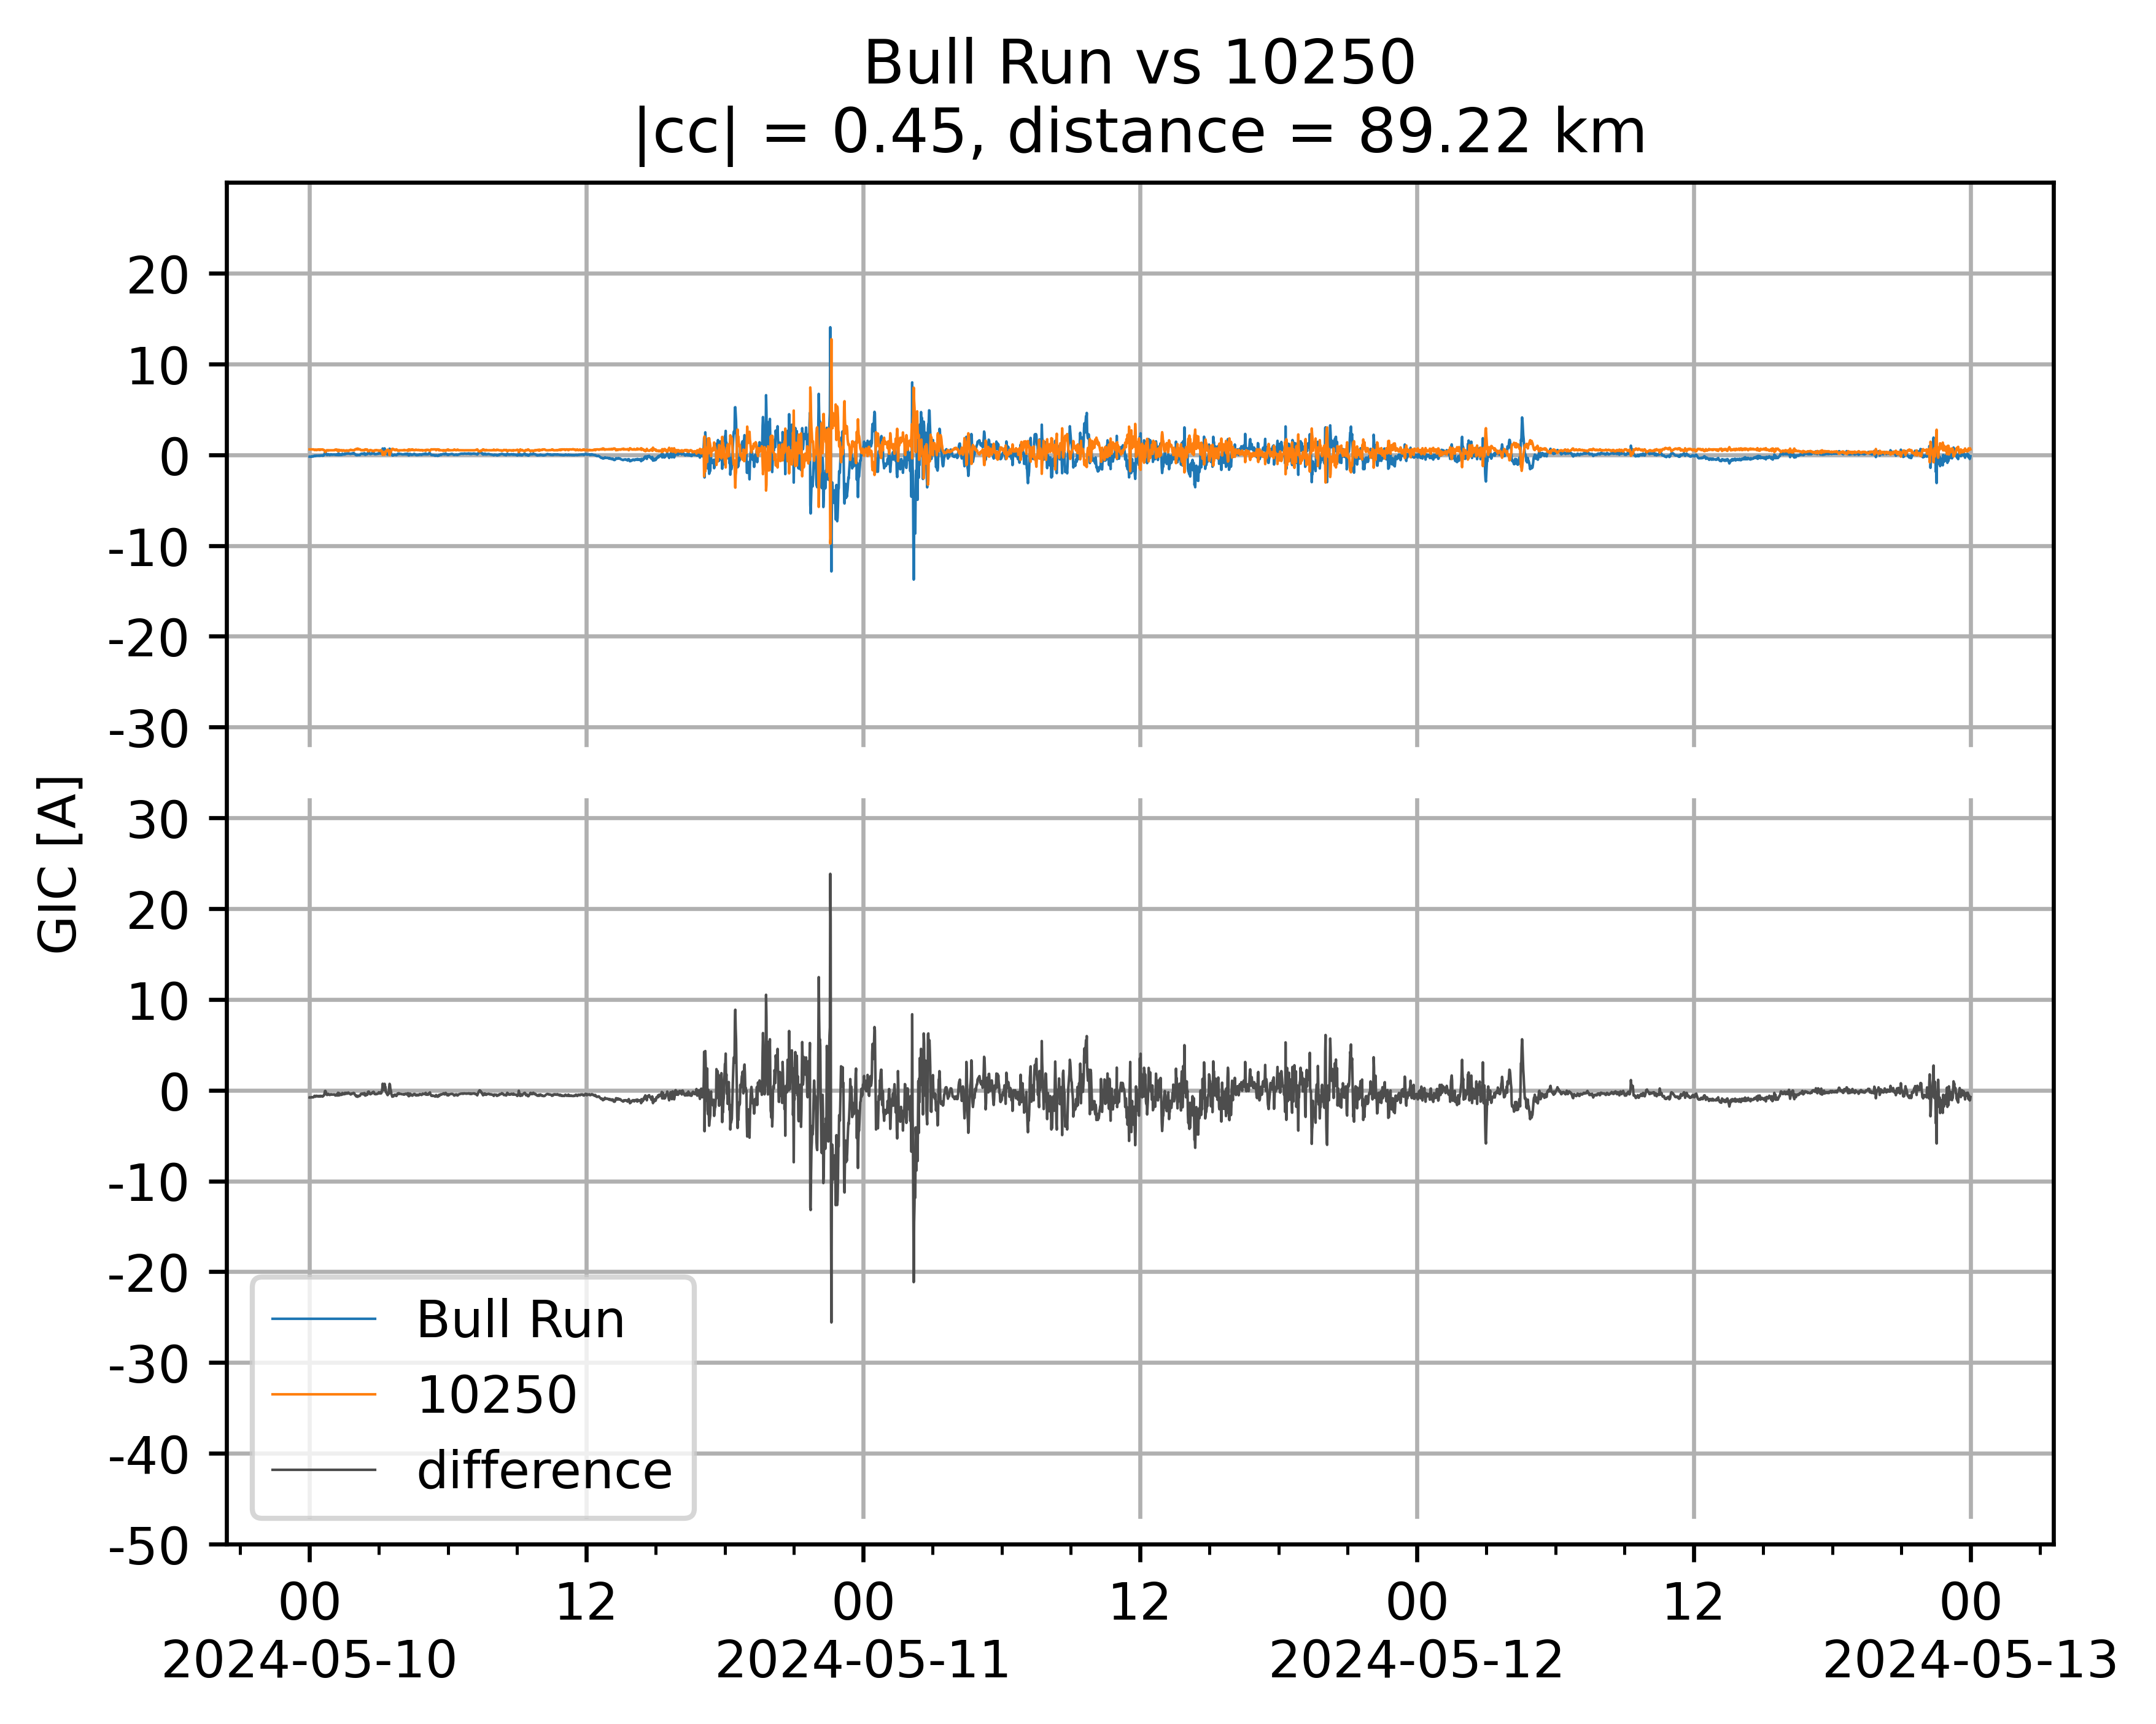 Bull Run vs 10250
|cc| = 0.45, distance = 89.22 km
GIC [A]
20
10
0
-10
-20
-30
30
20
10
0
-10
-20
-30
-40
-50
Bull Run
10250
difference
00 12 00 12 00 12 00
2024-05-10 2024-05-11 2024-05-12 2024-05-13